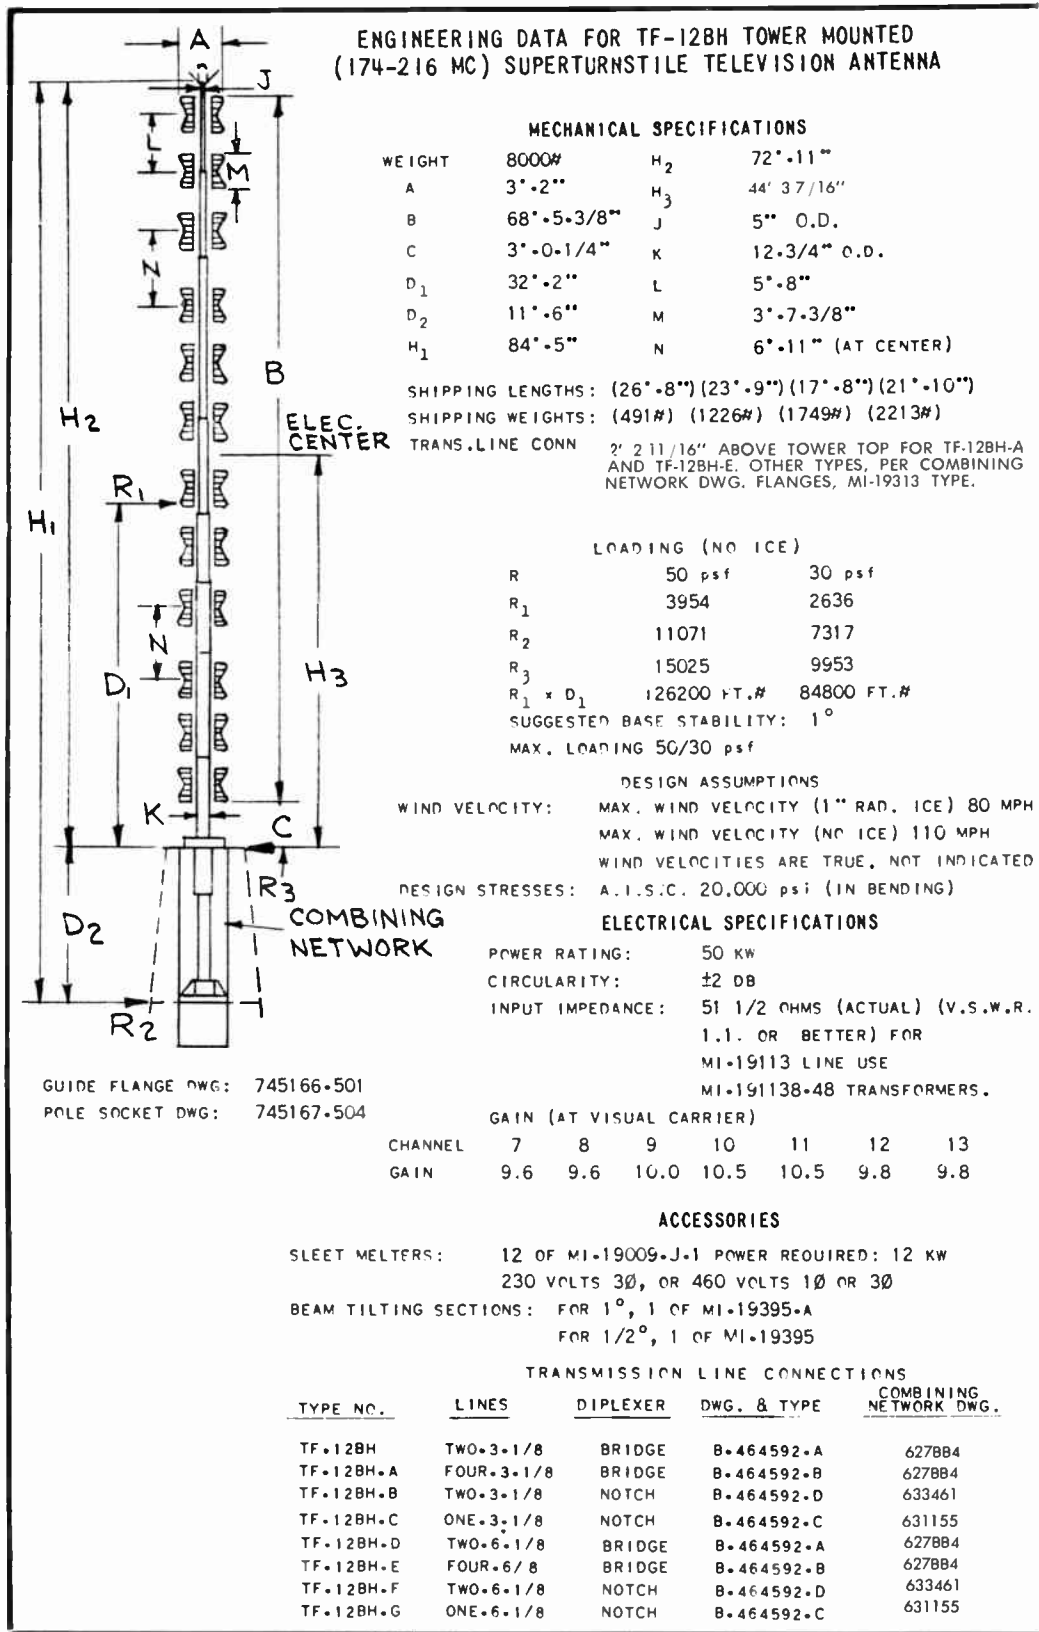 ENGINEERING DATA FOR TF-12BH TOWER MOUNTED
(174-216 MC) SUPERTURNSTILE TELEVISION ANTENNA
A
J
L
M
N
B
H2
ELEC.
CENTER
R1
H1
N
D1
H3
K
C
R3
D2
COMBINING
NETWORK
R2
MECHANICAL SPECIFICATIONS
WEIGHT 8000# H2 72'-11"
A 3'-2" H3 44' 3 7/16"
B 68'-5-3/8" J 5" O.D.
C 3'-0-1/4" K 12-3/4" O.D.
D1 32'-2" L 5'-8"
D2 11'-6" M 3'-7-3/8"
H1 84'-5" N 6'-11" (AT CENTER)
SHIPPING LENGTHS: (26'-8") (23'-9") (17'-8") (21'-10")
SHIPPING WEIGHTS: (491#) (1226#) (1749#) (2213#)
TRANS.LINE CONN 2' 2 11/16" ABOVE TOWER TOP FOR TF-12BH-A
AND TF-12BH-E. OTHER TYPES, PER COMBINING
NETWORK DWG. FLANGES, MI-19313 TYPE.
LOADING (NO ICE)
R 50 psf 30 psf
R1 3954 2636
R2 11071 7317
R3 15025 9953
R1 x D1 126200 FT.# 84800 FT.#
SUGGESTED BASE STABILITY: 1°
MAX. LOADING 50/30 psf
DESIGN ASSUMPTIONS
WIND VELOCITY: MAX. WIND VELOCITY (1" RAD. ICE) 80 MPH
MAX. WIND VELOCITY (NO ICE) 110 MPH
WIND VELOCITIES ARE TRUE, NOT INDICATED
DESIGN STRESSES: A.I.S.C. 20,000 psi (IN BENDING)
ELECTRICAL SPECIFICATIONS
POWER RATING: 50 KW
CIRCULARITY: ±2 DB
INPUT IMPEDANCE: 51 1/2 OHMS (ACTUAL) (V.S.W.R.
1.1. OR BETTER) FOR
MI-19113 LINE USE
MI-191138-48 TRANSFORMERS.
GUIDE FLANGE DWG: 745166-501
POLE SOCKET DWG: 745167-504
GAIN (AT VISUAL CARRIER)
CHANNEL 7 8 9 10 11 12 13
GAIN 9.6 9.6 10.0 10.5 10.5 9.8 9.8
ACCESSORIES
SLEET MELTERS: 12 OF MI-19009-J-1 POWER REQUIRED: 12 KW
230 VOLTS 3Ø, OR 460 VOLTS 1Ø OR 3Ø
BEAM TILTING SECTIONS: FOR 1°, 1 OF MI-19395-A
FOR 1/2°, 1 OF MI-19395
TRANSMISSION LINE CONNECTIONS
TYPE NO. LINES DIPLEXER DWG. & TYPE COMBINING NETWORK DWG.
TF-12BH TWO-3-1/8 BRIDGE B-464592-A 627BB4
TF-12BH-A FOUR-3-1/8 BRIDGE B-464592-B 627BB4
TF-12BH-B TWO-3-1/8 NOTCH B-464592-D 633461
TF-12BH-C ONE-3-1/8 NOTCH B-464592-C 631155
TF-12BH-D TWO-6-1/8 BRIDGE B-464592-A 627BB4
TF-12BH-E FOUR-6/ 8 BRIDGE B-464592-B 627BB4
TF-12BH-F TWO-6-1/8 NOTCH B-464592-D 633461
TF-12BH-G ONE-6-1/8 NOTCH B-464592-C 631155